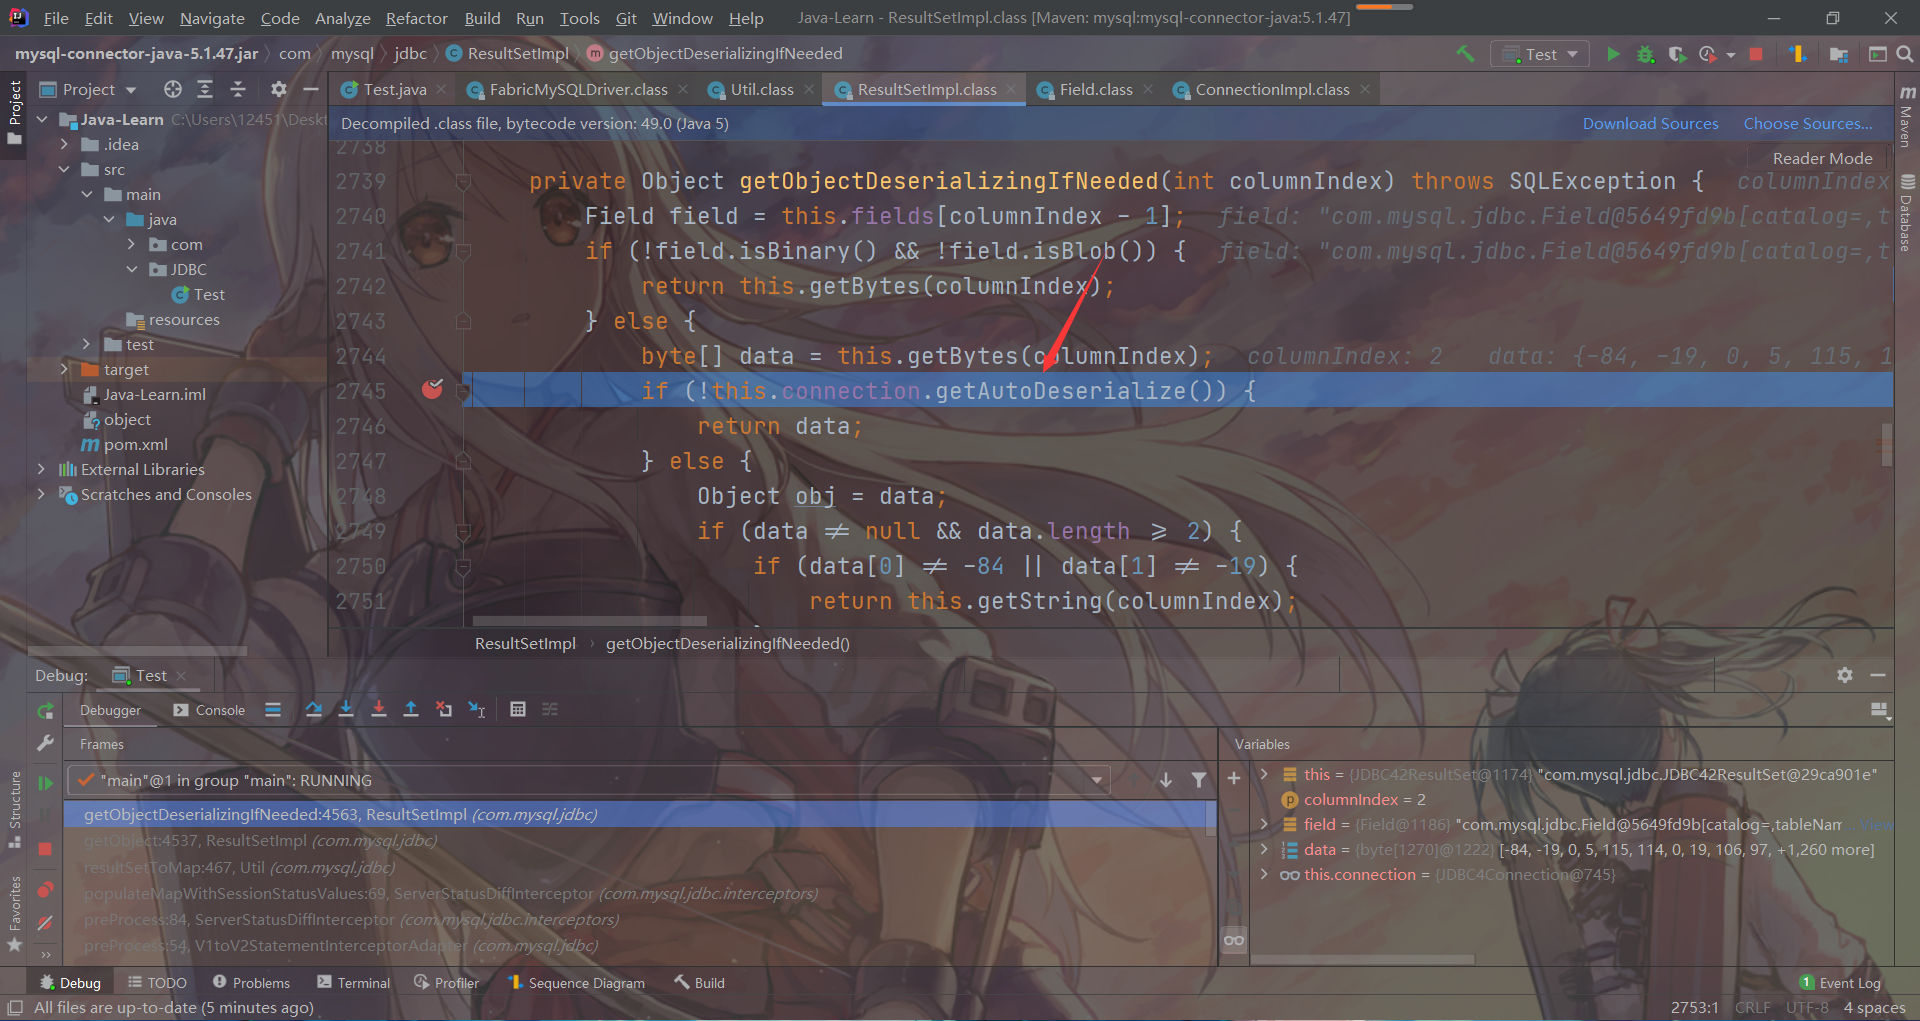 File Edit View Navigate Code Analyze Refactor Build Run Tools Git Window Help Java-Learn - ResultSetImpl.class [Maven: mysql:mysql-connector-java:5.1.47]
mysql-connector-java-5.1.47.jar com mysql jdbc ResultSetImpl getObjectDeserializingIfNeeded Test
Project
Test.java FabricMySQLDriver.class Util.class ResultSetImpl.class Field.class ConnectionImpl.class
Project
Java-Learn C:\Users\12451\Deskt
.idea
src
main
java
com
JDBC
Test
resources
test
target
Java-Learn.iml
object
pom.xml
External Libraries
Scratches and Consoles
Decompiled .class file, bytecode version: 49.0 (Java 5) Download Sources Choose Sources...
Reader Mode
2738
2739 private Object getObjectDeserializingIfNeeded(int columnIndex) throws SQLException { columnIndex
2740 Field field = this.fields[columnIndex - 1]; field: "com.mysql.jdbc.Field@5649fd9b[catalog=,t
2741 if (!field.isBinary() && !field.isBlob()) { field: "com.mysql.jdbc.Field@5649fd9b[catalog=,t
2742 return this.getBytes(columnIndex);
2743 } else {
2744 byte[] data = this.getBytes(columnIndex); columnIndex: 2 data: {-84, -19, 0, 5, 115, 1
2745 if (!this.connection.getAutoDeserialize()) {
2746 return data;
2747 } else {
2748 Object obj = data;
2749 if (data ≠ null && data.length ⩾ 2) {
2750 if (data[0] ≠ -84 || data[1] ≠ -19) {
2751 return this.getString(columnIndex);
ResultSetImpl getObjectDeserializingIfNeeded()
m Maven
Database
Debug: Test
Debugger Console
Frames
"main"@1 in group "main": RUNNING
getObjectDeserializingIfNeeded:4563, ResultSetImpl (com.mysql.jdbc)
getObject:4537, ResultSetImpl (com.mysql.jdbc)
resultSetToMap:467, Util (com.mysql.jdbc)
populateMapWithSessionStatusValues:69, ServerStatusDiffInterceptor (com.mysql.jdbc.interceptors)
preProcess:84, ServerStatusDiffInterceptor (com.mysql.jdbc.interceptors)
preProcess:54, V1toV2StatementInterceptorAdapter (com.mysql.jdbc)
Variables
this = {JDBC42ResultSet@1174} "com.mysql.jdbc.JDBC42ResultSet@29ca901e"
columnIndex = 2
field = {Field@1186} "com.mysql.jdbc.Field@5649fd9b[catalog=,tableNam... View
data = {byte[1270]@1222} [-84, -19, 0, 5, 115, 114, 0, 19, 106, 97, +1,260 more]
this.connection = {JDBC4Connection@745}
Structure
Favorites
Debug TODO Problems Terminal Profiler Sequence Diagram Build 1 Event Log
All files are up-to-date (5 minutes ago) 2753:1 CRLF UTF-8 4 spaces